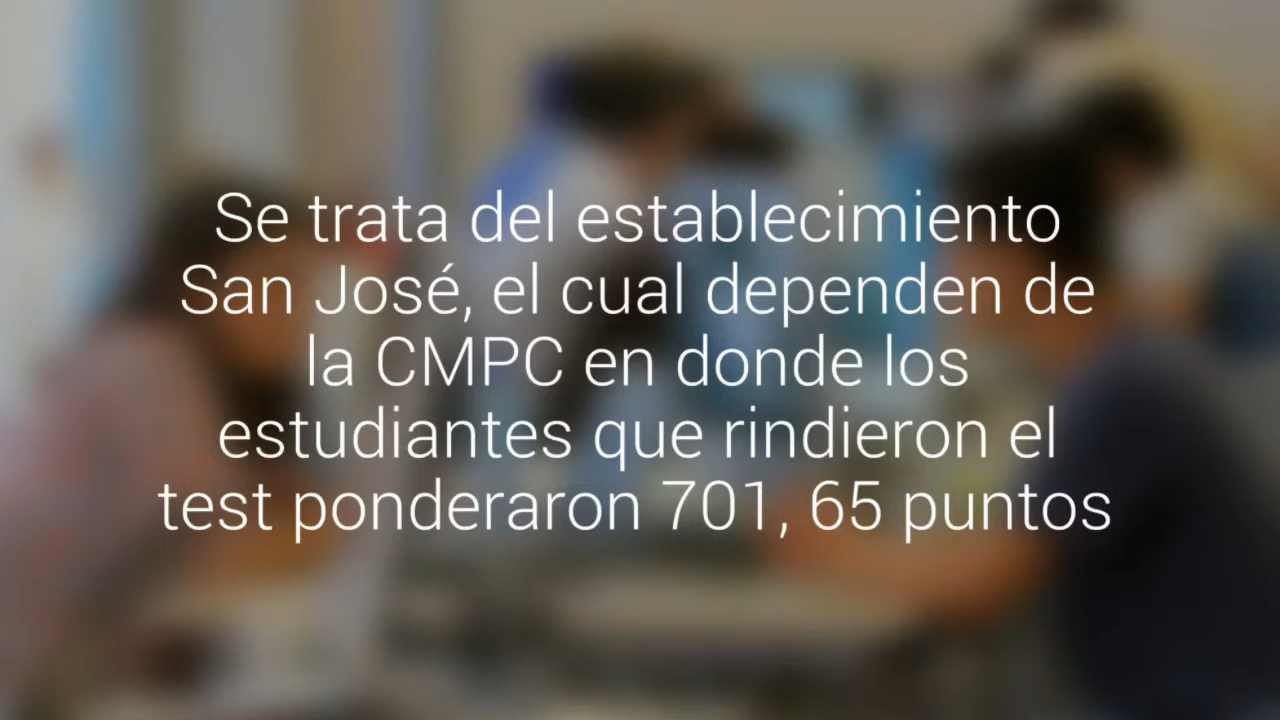 Se trata del establecimiento
San José, el cual dependen de
la CMPC en donde los
estudiantes que rindieron el
test ponderaron 701, 65 puntos